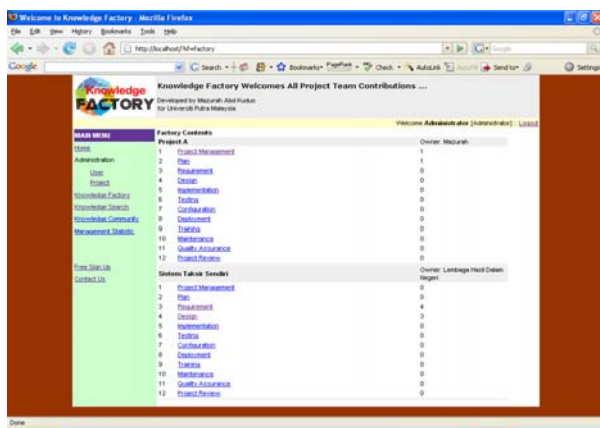 Welcome to Knowledge Factory - Mozilla Firefox
File Edit View History Bookmarks Tools Help
http://localhost/?kf=factory
Google
Search
Bookmarks
PageRank
Check
AutoLink
Send to
Settings
Knowledge
FACTORY
Knowledge Factory Welcomes All Project Team Contributions ...
Developed by Mazurah Abd Kudus
for Universiti Putra Malaysia
Welcome Administrator [Administrator] : Logout
MAIN MENU
Home
Administration
User
Project
Knowledge Factory
Knowledge Search
Knowledge Community
Management Statistic
Free Sign Up
Contact Us
Factory Contents
Project A Owner: Mazurah
1 Project Management 1
2 Plan 1
3 Requirement 0
4 Design 0
5 Implementation 0
6 Testing 0
7 Configuration 0
8 Deployment 0
9 Training 0
10 Maintenance 0
11 Quality Assurance 0
12 Project Review 0
Sistem Taksir Sendiri Owner: Lembaga Hasil Dalam
Negeri
1 Project Management 0
2 Plan 0
3 Requirement 4
4 Design 3
5 Implementation 0
6 Testing 0
7 Configuration 0
8 Deployment 0
9 Training 0
10 Maintenance 0
11 Quality Assurance 0
12 Project Review 0
Done